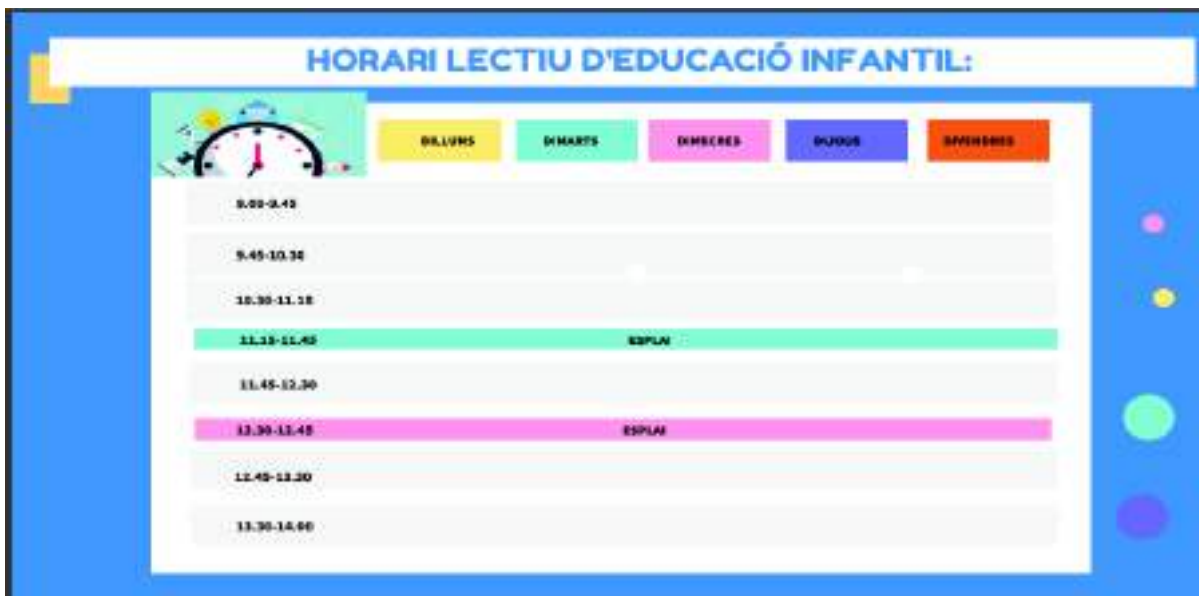 HORARI LECTIU D'EDUCACIÓ INFANTIL:
DILLUNS DIMARTS DIMECRES DIJOUS DIVENDRES
9.00-9.45
9.45-10.30
10.30-11.15
11.15-11.45 ESPLAI
11.45-12.30
12.30-12.45 ESPLAI
12.45-13.30
13.30-14.00